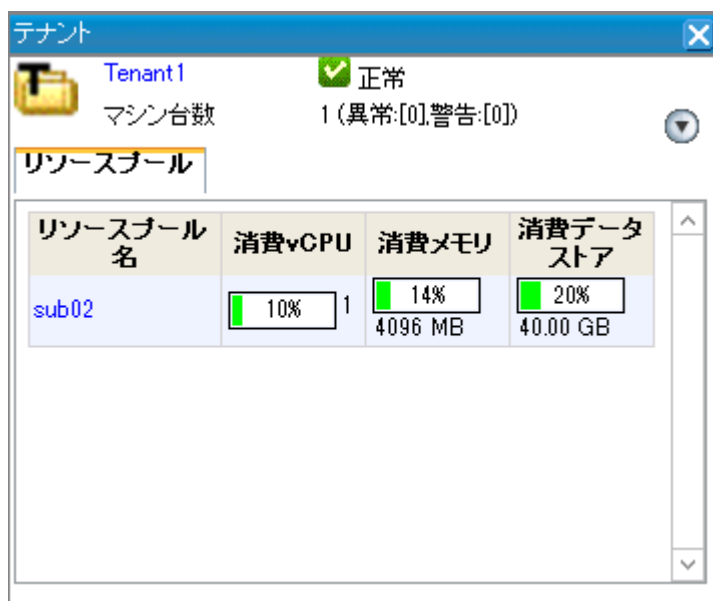 テナント
Tenant1 正常
マシン台数 1 (異常:[0],警告:[0])
リソースプール
リソースプール名 消費vCPU 消費メモリ 消費データストア
sub02 10% 1 14% 4096 MB 20% 40.00 GB